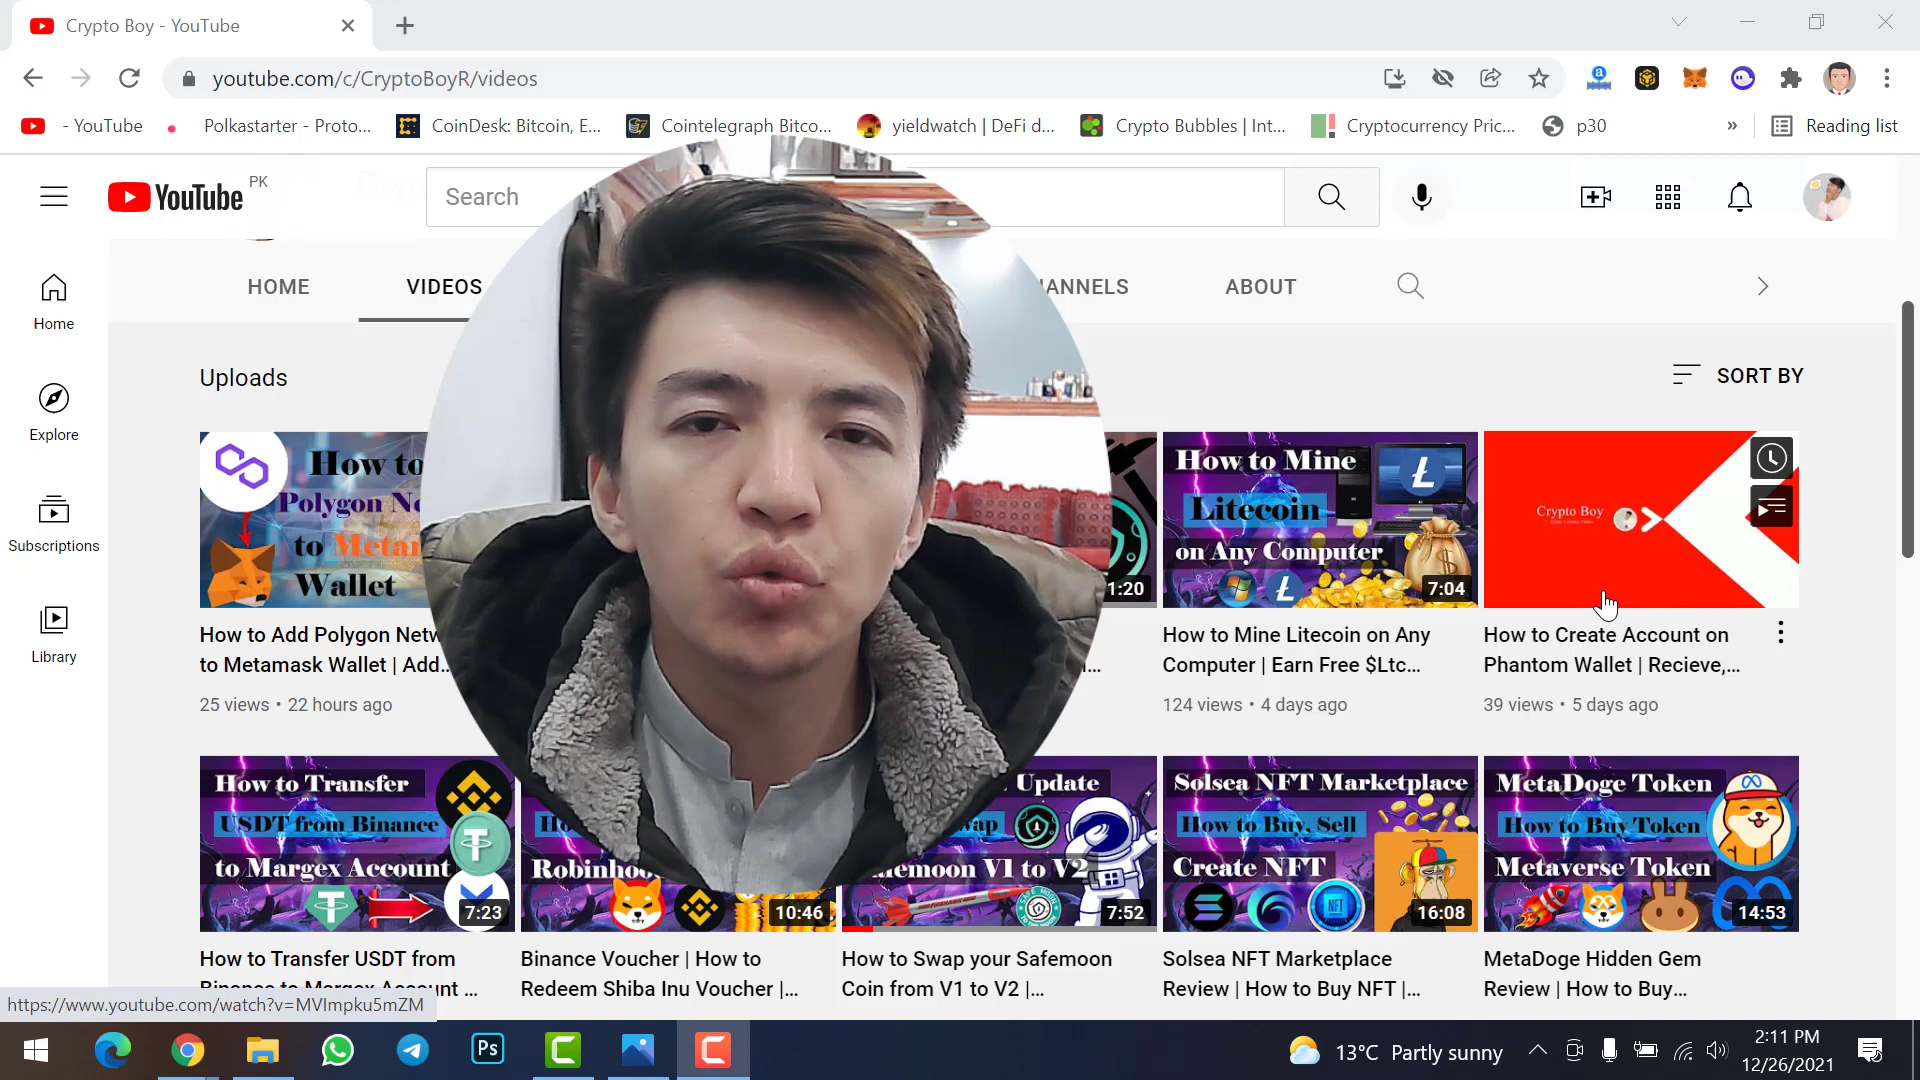 Crypto Boy - YouTube
youtube.com/c/CryptoBoyR/videos
- YouTube
Polkastarter - Proto...
CoinDesk: Bitcoin, E...
Cointelegraph Bitco...
yieldwatch | DeFi d...
Crypto Bubbles | Int...
Cryptocurrency Pric...
p30
»
Reading list
YouTube PK
Search
HOME
VIDEOS
ANNELS
ABOUT
Home
Explore
Subscriptions
Library
Uploads
SORT BY
How to
Polygon
to
Wallet
How to Add Polygon
to Metamask Wallet | Add...
25 views • 22 hours ago
1:20
...
How to Mine
Litecoin
on Any Computer
7:04
How to Mine Litecoin on Any
Computer | Earn Free $Ltc...
124 views • 4 days ago
Crypto Boy
How to Create Account on
Phantom Wallet | Recieve,...
39 views • 5 days ago
How to Transfer
USDT from Binance
to Margex Account
7:23
How to Transfer USDT from
Binance to Margex Account ...
10:46
Binance Voucher | How to
Redeem Shiba Inu Voucher |...
Update
V1 to V2
7:52
How to Swap your Safemoon
Coin from V1 to V2 |...
Solsea NFT Marketplace
How to Buy, Sell
Create NFT
NFT
16:08
Solsea NFT Marketplace
Review | How to Buy NFT |...
MetaDoge Token
How to Buy Token
Metaverse Token
14:53
MetaDoge Hidden Gem
Review | How to Buy...
https://www.youtube.com/watch?v=MVImpku5mZM
Ps
13°C Partly sunny
2:11 PM
12/26/2021